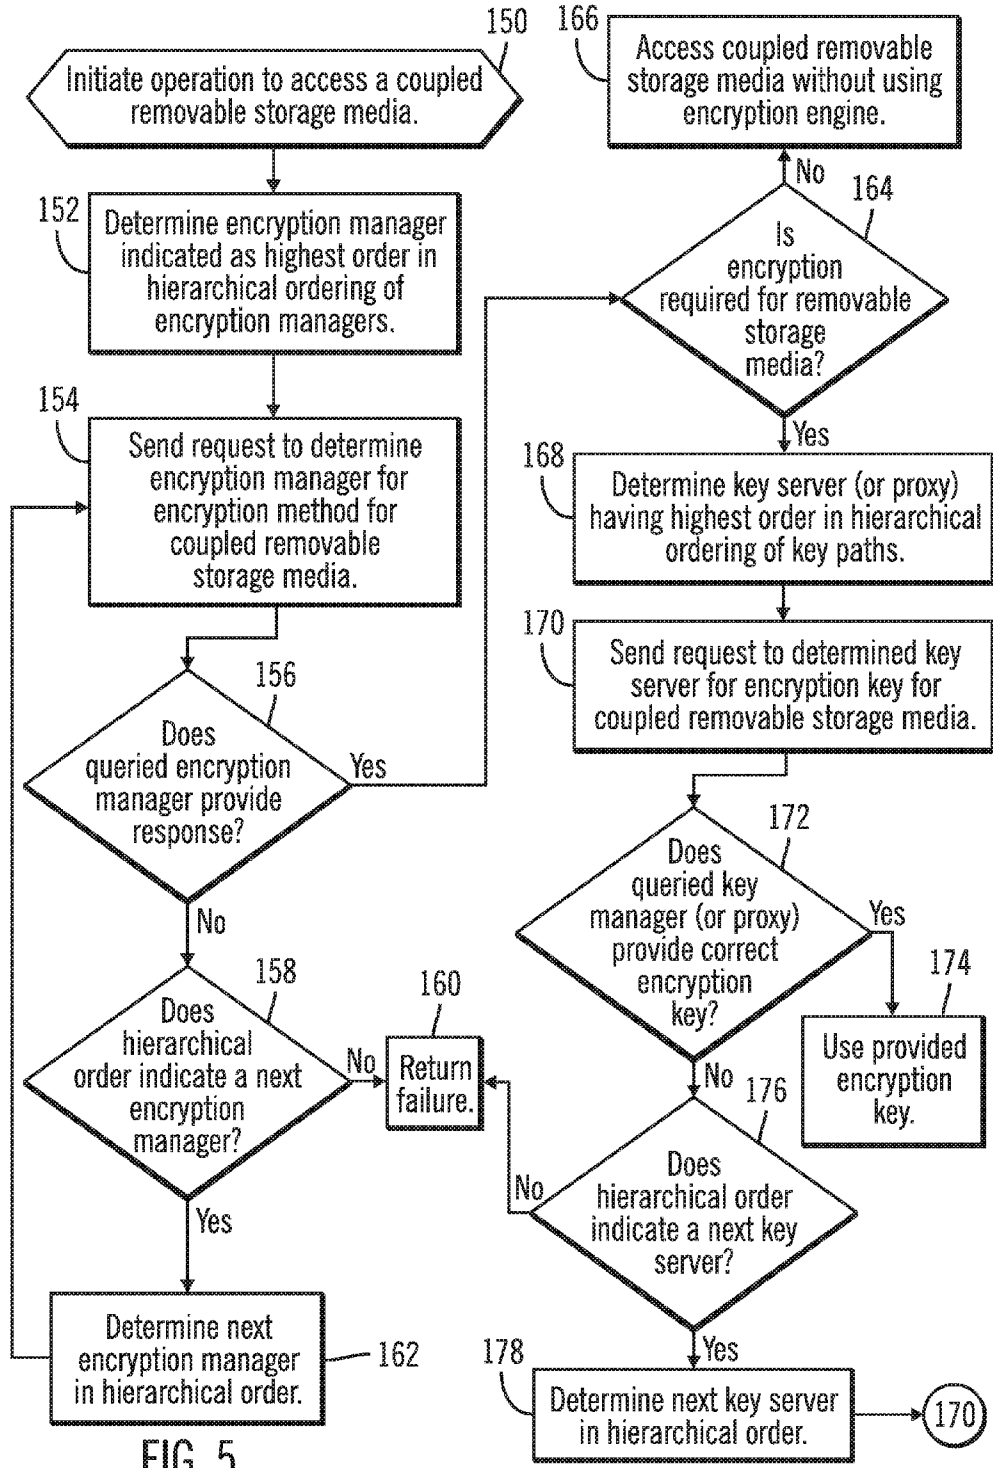 150
Initiate operation to access a coupled
removable storage media.
152
Determine encryption manager
indicated as highest order in
hierarchical ordering of
encryption managers.
154
Send request to determine
encryption manager for
encryption method for
coupled removable
storage media.
156
Does
queried encryption
manager provide
response?
Yes
No
158
Does
hierarchical
order indicate a next
encryption
manager?
No
160
Return
failure.
Yes
Determine next
encryption manager
in hierarchical order.
162
166
Access coupled removable
storage media without using
encryption engine.
No
164
Is
encryption
required for removable
storage
media?
Yes
168
Determine key server (or proxy)
having highest order in hierarchical
ordering of key paths.
170
Send request to determined key
server for encryption key for
coupled removable storage media.
172
Does
queried key
manager (or proxy)
provide correct
encryption
key?
Yes
174
Use provided
encryption
key.
No
176
Does
hierarchical order
indicate a next key
server?
No
Yes
178
Determine next key server
in hierarchical order.
170
FIG. 5